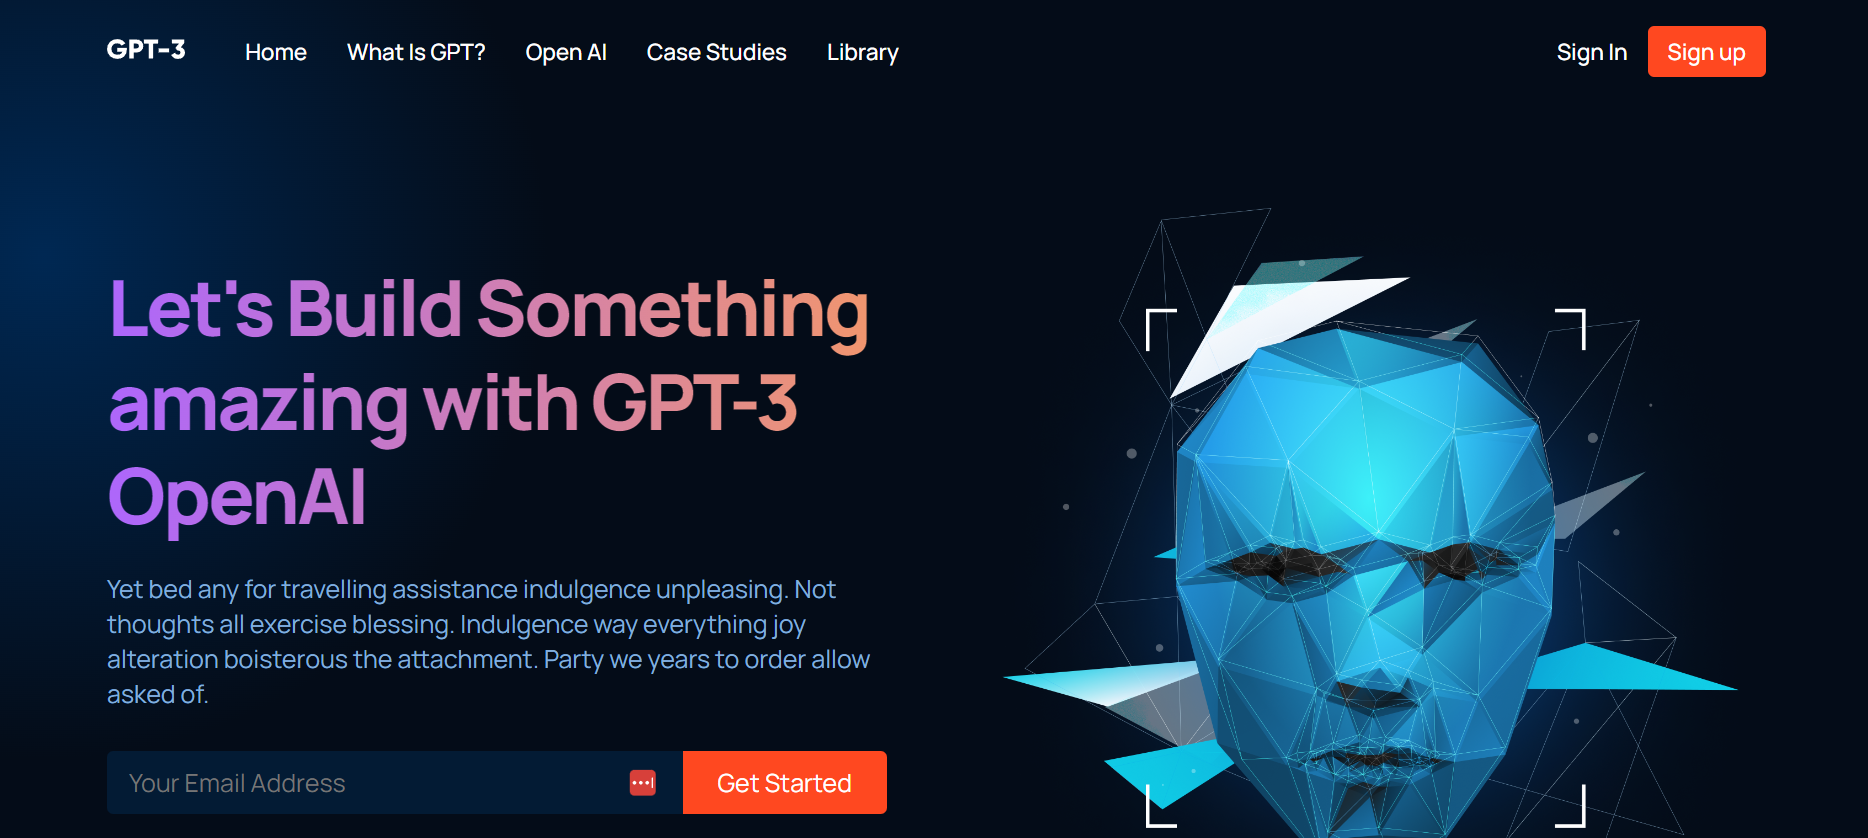 GPT-3
Home
What Is GPT?
Open AI
Case Studies
Library
Sign In
Sign up
Let's Build Something
amazing with GPT-3
OpenAI
Yet bed any for travelling assistance indulgence unpleasing. Not
thoughts all exercise blessing. Indulgence way everything joy
alteration boisterous the attachment. Party we years to order allow
asked of.
Your Email Address
Get Started